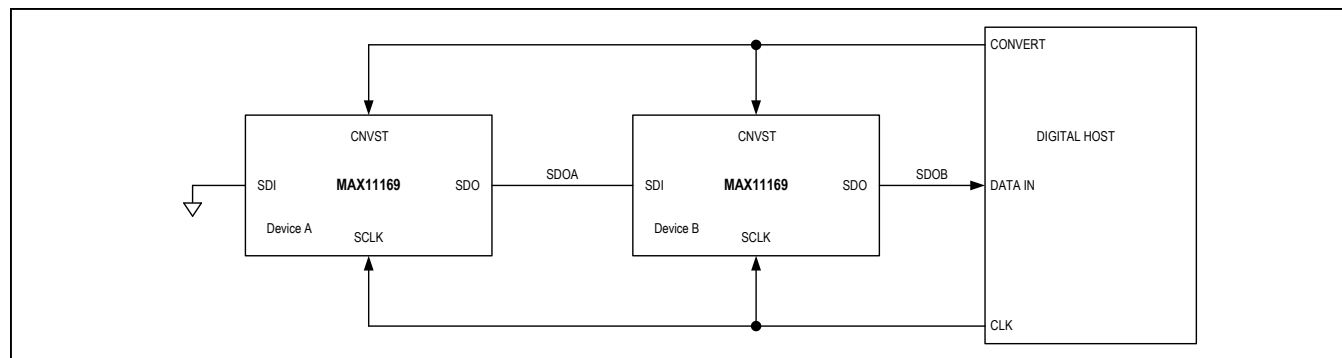 CONVERT
CNVST
CNVST
DIGITAL HOST
SDI
MAX11169
SDO
SDOA
SDI
MAX11169
SDO
SDOB
DATA IN
Device A
SCLK
Device B
SCLK
CLK